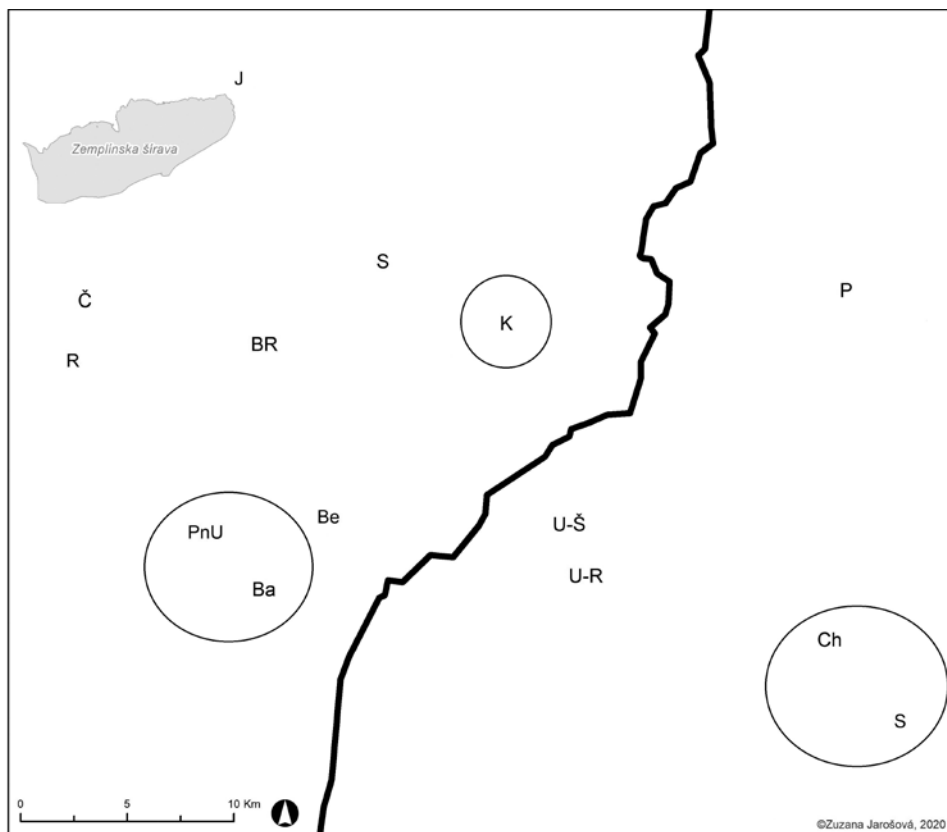 J
Zemplínska šírava
S
Č
P
K
BR
R
Be
U-Š
PnU
U-R
Ba
Ch
S
0 5 10 Km
©Zuzana Jarošová, 2020